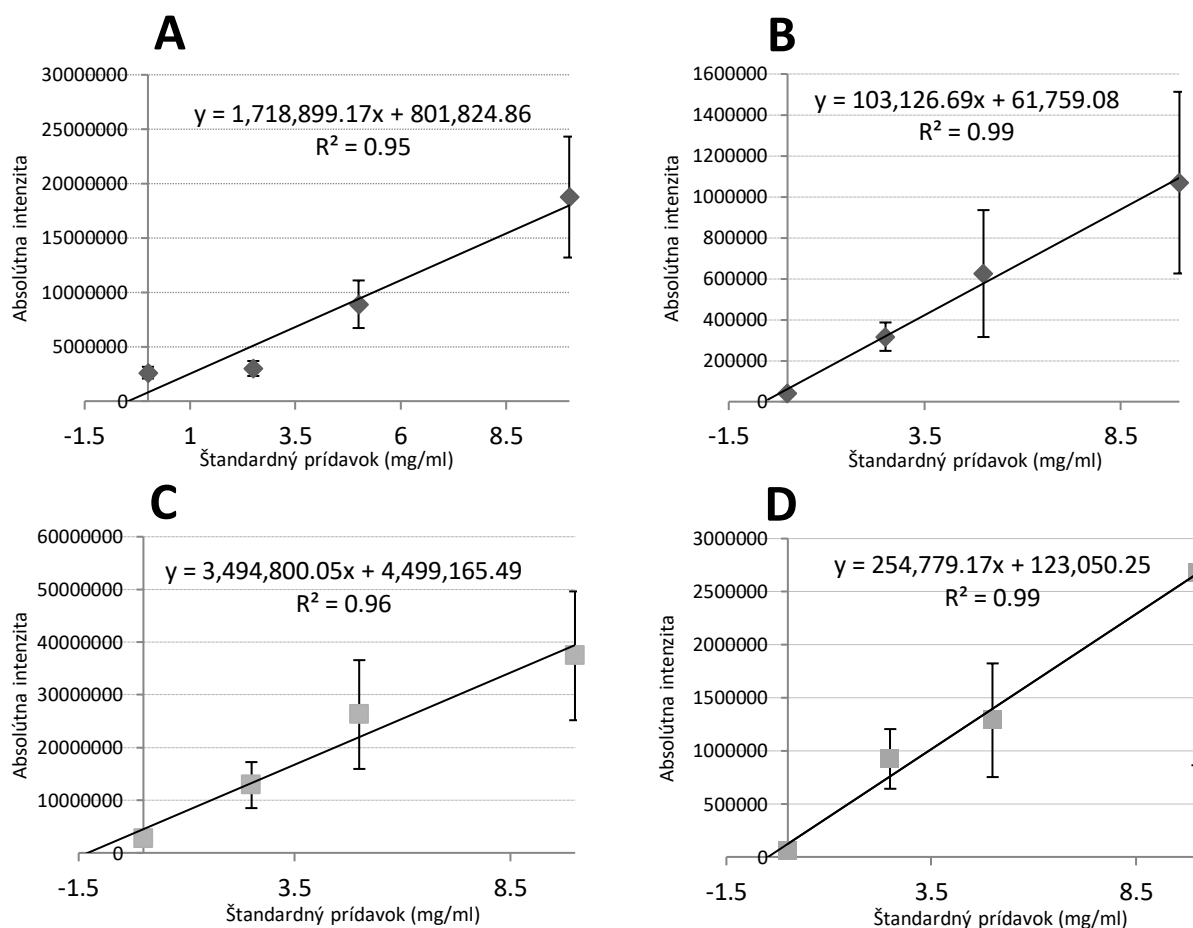 A
30000000
25000000
20000000
15000000
10000000
5000000
0
y = 1,718,899.17x + 801,824.86
R² = 0.95
Absolútna intenzita
-1.5 1 3.5 6 8.5
Štandardný prídavok (mg/ml)
B
1600000
1400000
1200000
1000000
800000
600000
400000
200000
0
y = 103,126.69x + 61,759.08
R² = 0.99
Absolútna intenzita
-1.5 3.5 8.5
Štandardný prídavok (mg/ml)
C
60000000
50000000
40000000
30000000
20000000
10000000
0
y = 3,494,800.05x + 4,499,165.49
R² = 0.96
Absolútna intenzita
-1.5 3.5 8.5
Štandardný prídavok (mg/ml)
D
3000000
2500000
2000000
1500000
1000000
500000
0
y = 254,779.17x + 123,050.25
R² = 0.99
Absolútna intenzita
-1.5 3.5 8.5
Štandardný prídavok (mg/ml)